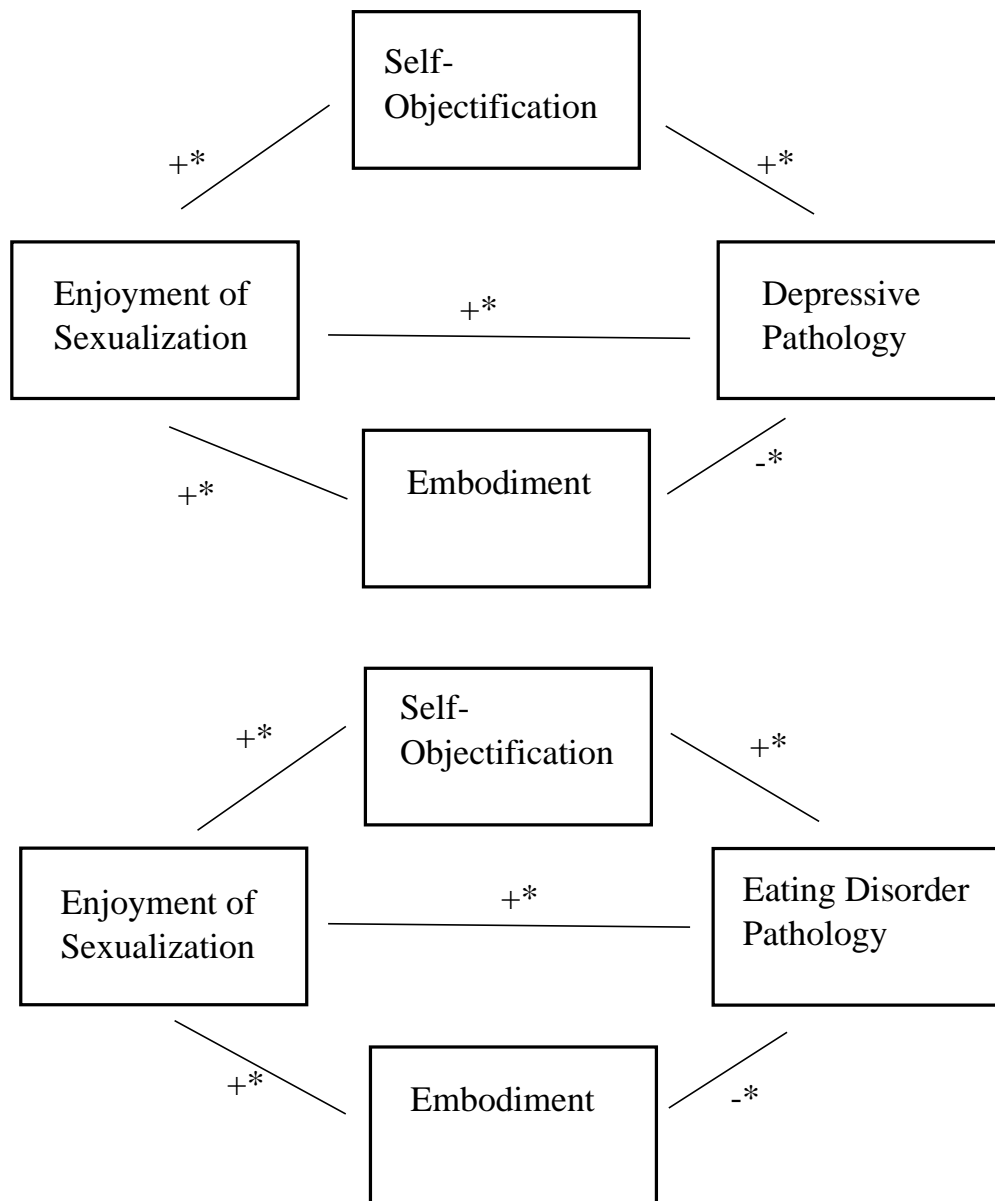 Self-
Objectification
+*
+*
Enjoyment of
Sexualization
+*
Depressive
Pathology
+*
Embodiment
-*
Self-
Objectification
+*
+*
Enjoyment of
Sexualization
+*
Eating Disorder
Pathology
+*
Embodiment
-*